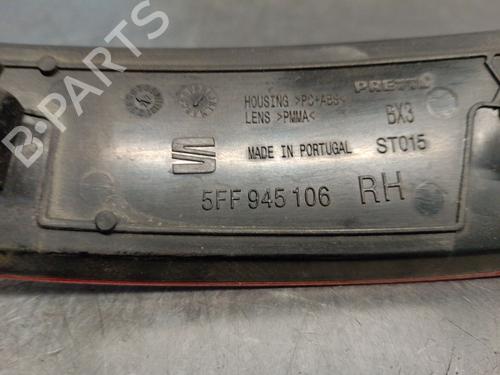 HOUSING >PC+ABS<
LENS >PMMA<
BX3
MADE IN PORTUGAL ST015
5FF 945 106 RH
B-PARTS